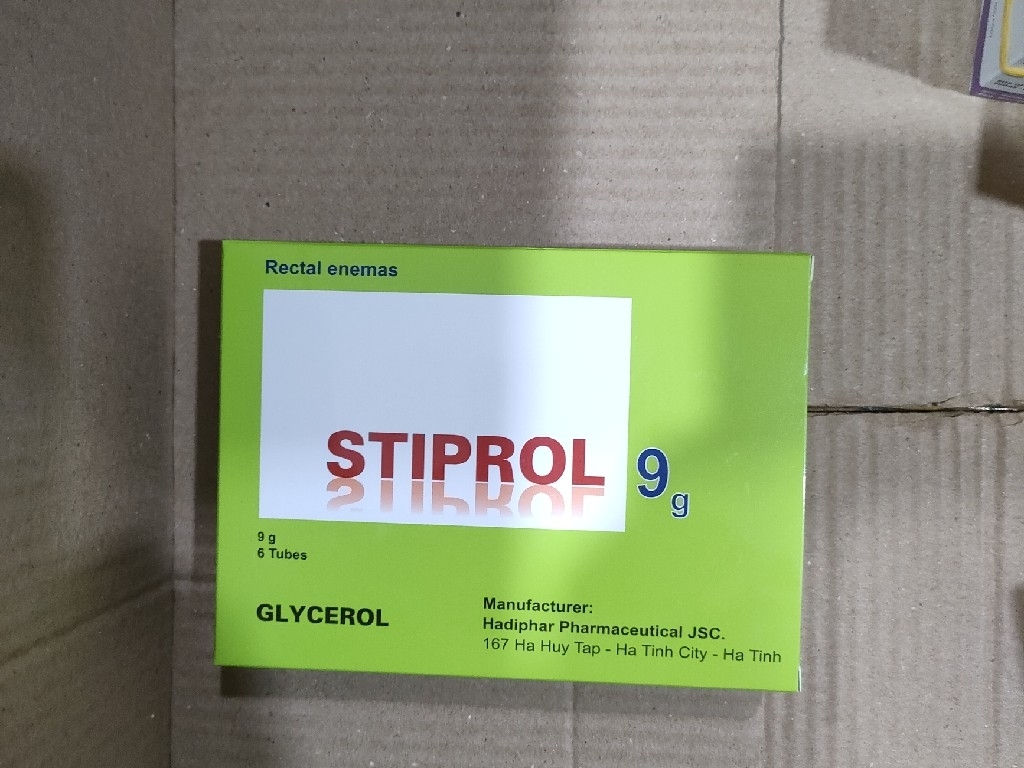 Rectal enemas
STIPROL 9g
9 g
6 Tubes
GLYCEROL
Manufacturer:
Hadiphar Pharmaceutical JSC.
167 Ha Huy Tap - Ha Tinh City - Ha Tinh